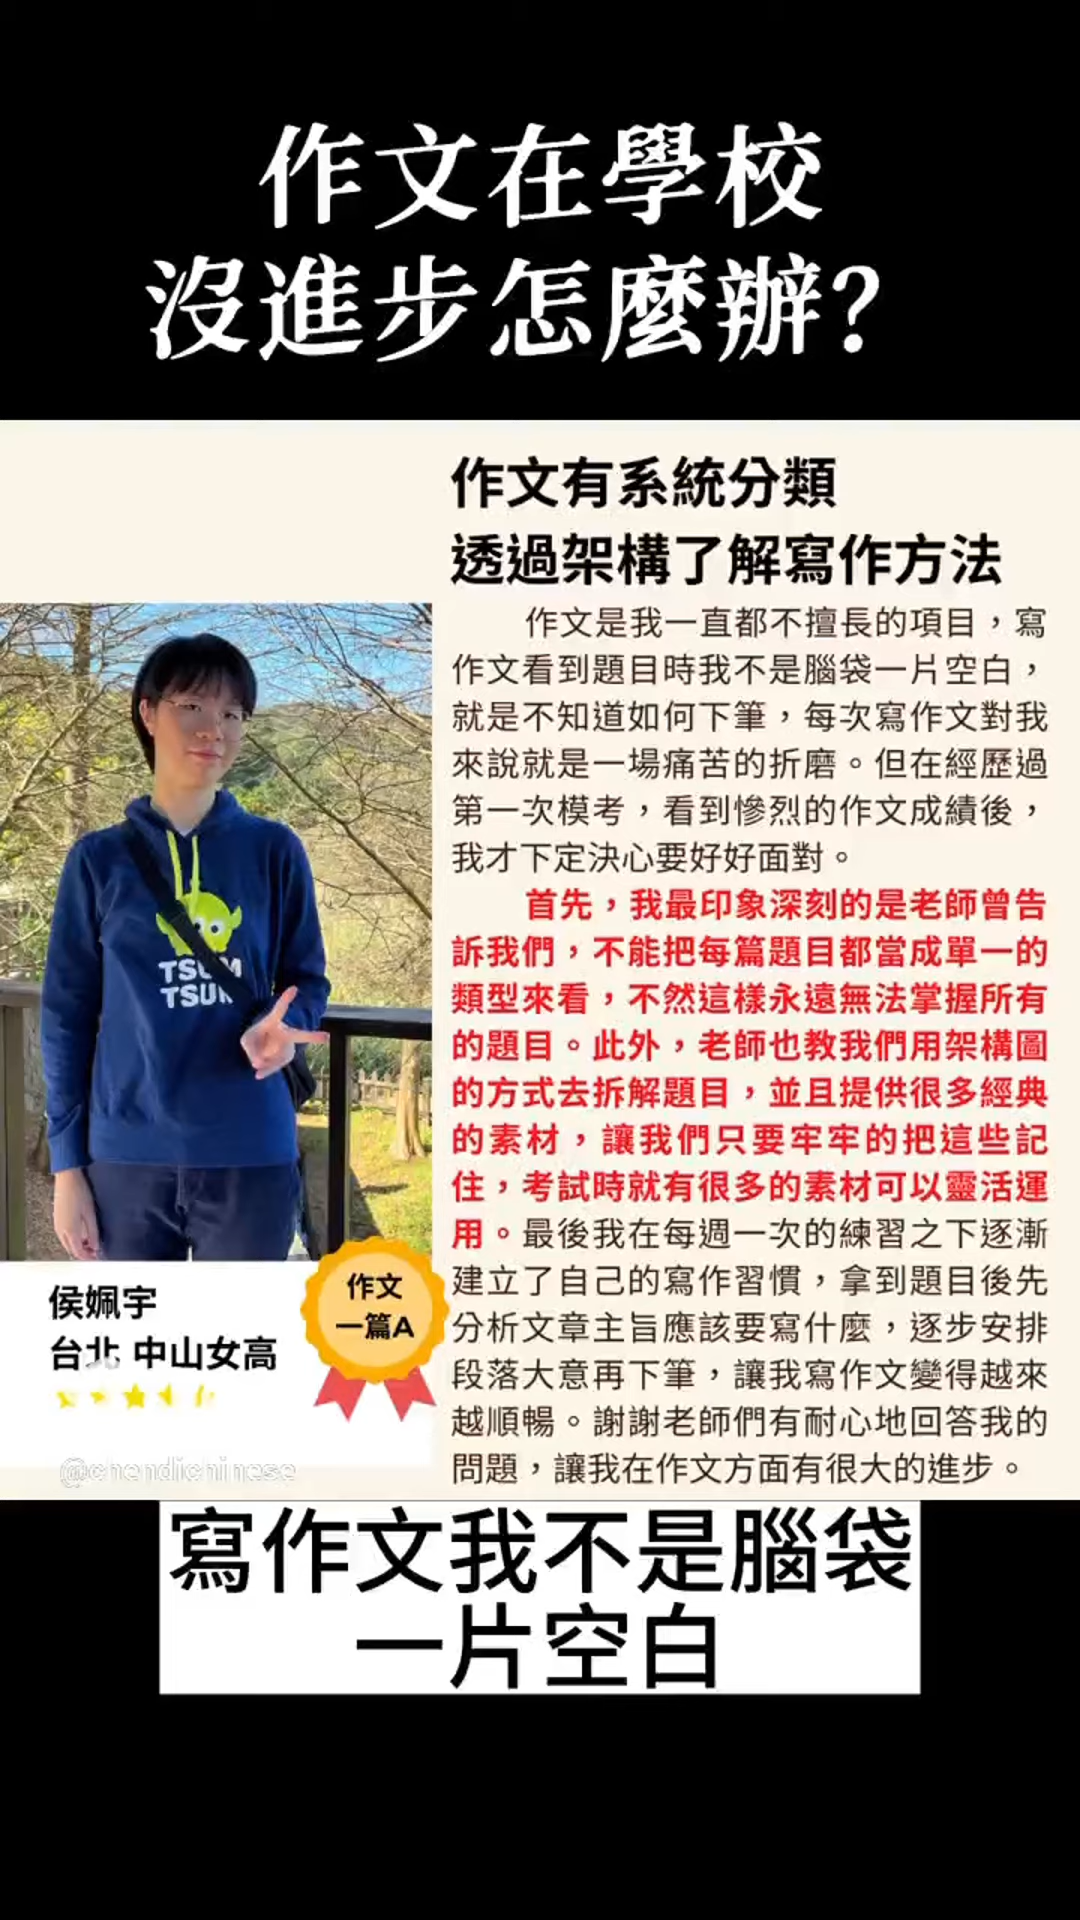 作文在學校
沒進步怎麼辦?
作文有系統分類
透過架構了解寫作方法
作文是我一直都不擅長的項目，寫
作文看到題目時我不是腦袋一片空白，
就是不知道如何下筆，每次寫作文對我
來說就是一場痛苦的折磨。但在經歷過
第一次模考，看到慘烈的作文成績後，
我才下定決心要好好面對。
首先，我最印象深刻的是老師曾告
訴我們，不能把每篇題目都當成單一的
類型來看，不然這樣永遠無法掌握所有
的題目。此外，老師也教我們用架構圖
的方式去拆解題目，並且提供很多經典
的素材，讓我們只要牢牢的把這些記
住，考試時就有很多的素材可以靈活運
用。最後我在每週一次的練習之下逐漸
建立了自己的寫作習慣，拿到題目後先
分析文章主旨應該要寫什麼，逐步安排
段落大意再下筆，讓我寫作文變得越來
越順暢。謝謝老師們有耐心地回答我的
問題，讓我在作文方面有很大的進步。
TSUM
TSUM
侯姵宇
台北 中山女高
作文
一篇A
@chendichinese
寫作文我不是腦袋
一片空白